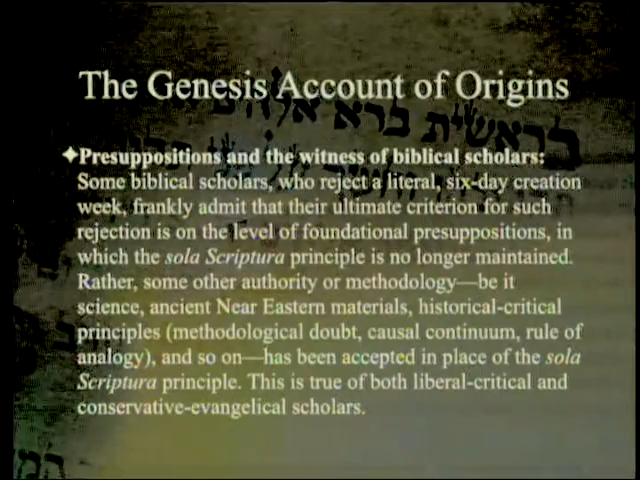 The Genesis Account of Origins
בראשית ברא אלהים
✦Presuppositions and the witness of biblical scholars:
Some biblical scholars, who reject a literal, six-day creation
week, frankly admit that their ultimate criterion for such
rejection is on the level of foundational presuppositions, in
which the sola Scriptura principle is no longer maintained.
Rather, some other authority or methodology—be it
science, ancient Near Eastern materials, historical-critical
principles (methodological doubt, causal continuum, rule of
analogy), and so on—has been accepted in place of the sola
Scriptura principle. This is true of both liberal-critical and
conservative-evangelical scholars.